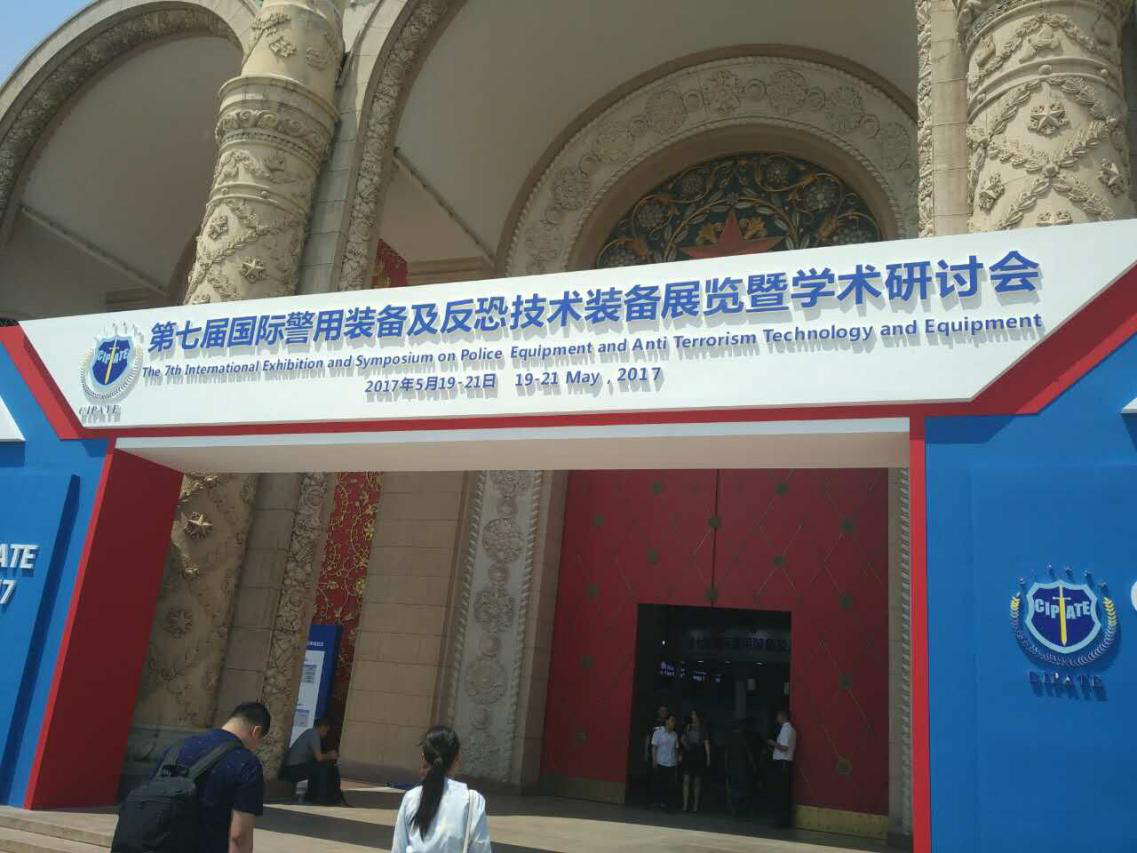 第七届国际警用装备及反恐技术装备展览暨学术研讨会
The 7th International Exhibition and Symposium on Police Equipment and Anti Terrorism Technology and Equipment
2017年5月19-21日 19-21 May , 2017
CIPATE
CIPATE
ATE
7
CIPATE
CIPATE